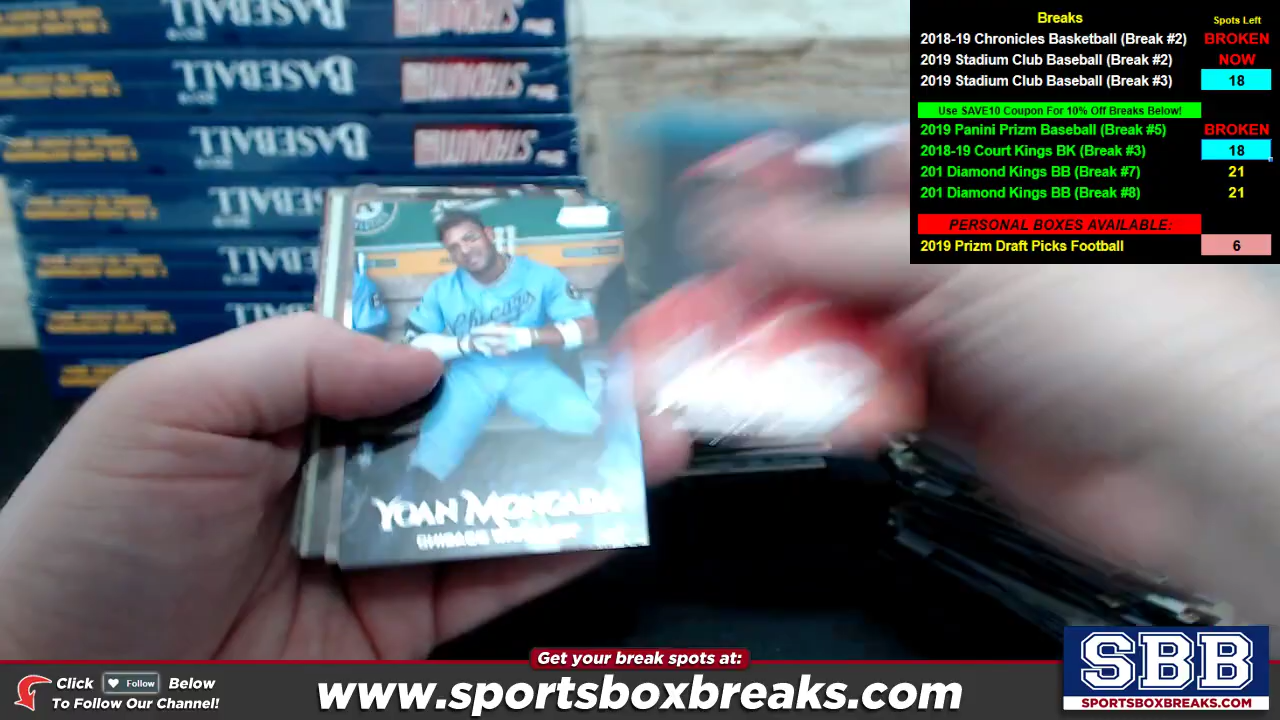 Breaks
Spots Left
2018-19 Chronicles Basketball (Break #2) BROKEN
2019 Stadium Club Baseball (Break #2) NOW
2019 Stadium Club Baseball (Break #3) 18
Use SAVE10 Coupon For 10% Off Breaks Below!
2019 Panini Prizm Baseball (Break #5) BROKEN
2018-19 Court Kings BK (Break #3) 18
201 Diamond Kings BB (Break #7) 21
201 Diamond Kings BB (Break #8) 21
PERSONAL BOXES AVAILABLE:
2019 Prizm Draft Picks Football 6
BASEBALL
STADIUM
BASEBALL
STADIUM
BASEBALL
STADIUM
Chicago
YOAN MONCADA
Get your break spots at:
www.sportsboxbreaks.com
Click Follow Below
To Follow Our Channel!
SBB
SPORTSBOXBREAKS.COM